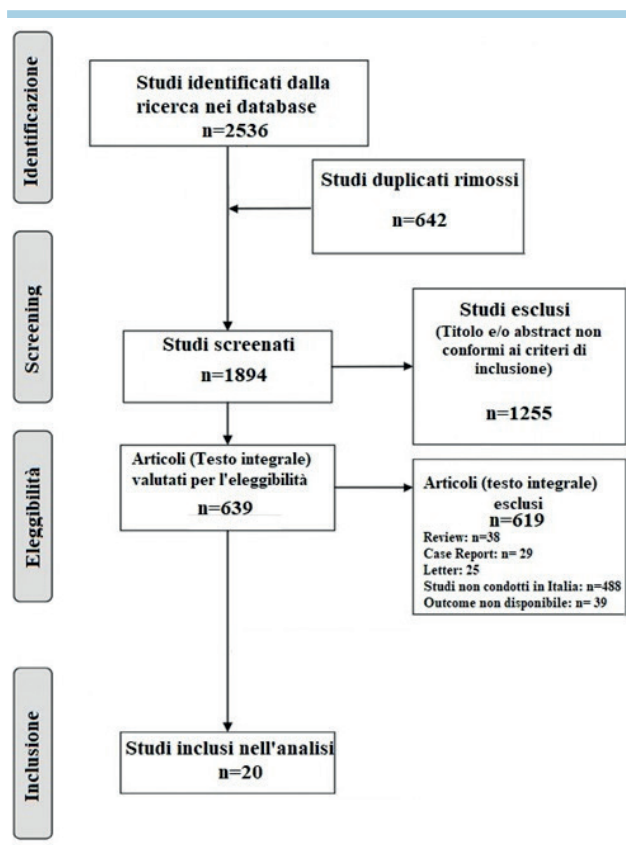 Identificazione
Studi identificati dalla
ricerca nei database
n=2536
Studi duplicati rimossi
n=642
Screening
Studi screenati
n=1894
Studi esclusi
(Titolo e/o abstract non
conformi ai criteri di
inclusione)
n=1255
Eleggibilità
Articoli (Testo integrale)
valutati per l'eleggibilità
n=639
Articoli (testo integrale)
esclusi
n=619
Review: n=38
Case Report: n= 29
Letter: 25
Studi non condotti in Italia: n=488
Outcome non disponibile: n= 39
Inclusione
Studi inclusi nell'analisi
n=20